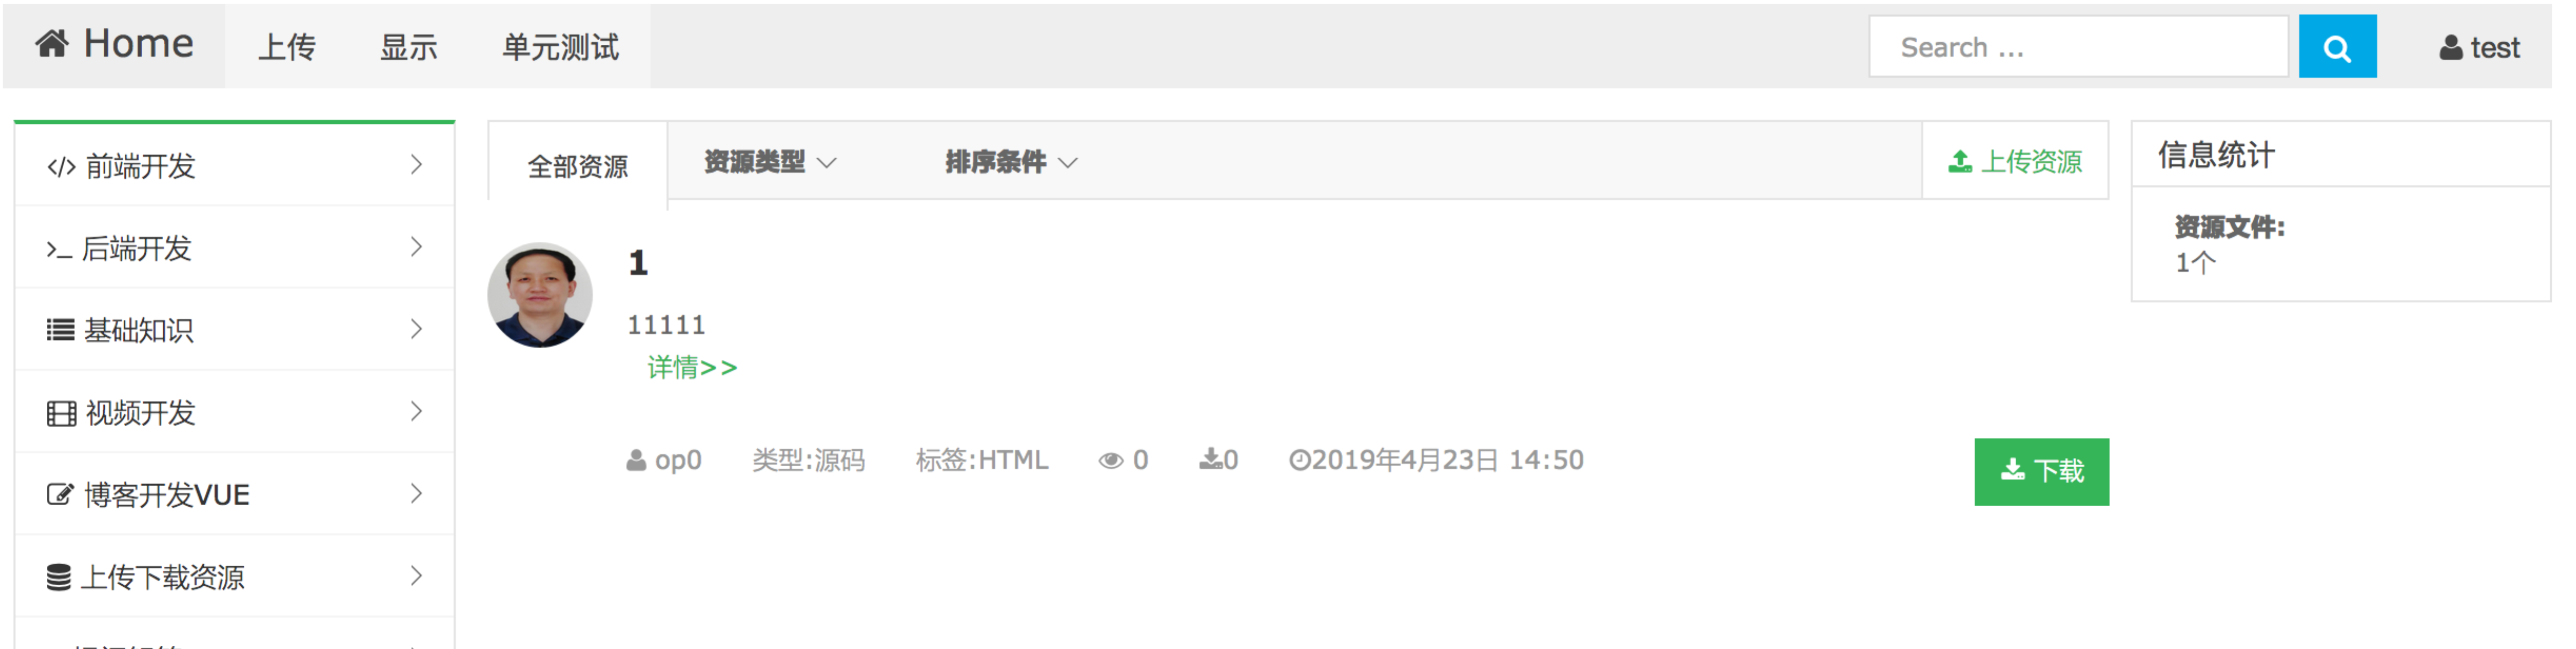 Home 上传 显示 单元测试 Search ... test
前端开发
后端开发
基础知识
视频开发
博客开发VUE
上传下载资源
全部资源 资源类型 排序条件 上传资源
1
11111
详情>>
op0 类型:源码 标签:HTML 0 0 2019年4月23日 14:50
下载
信息统计
资源文件:
1个